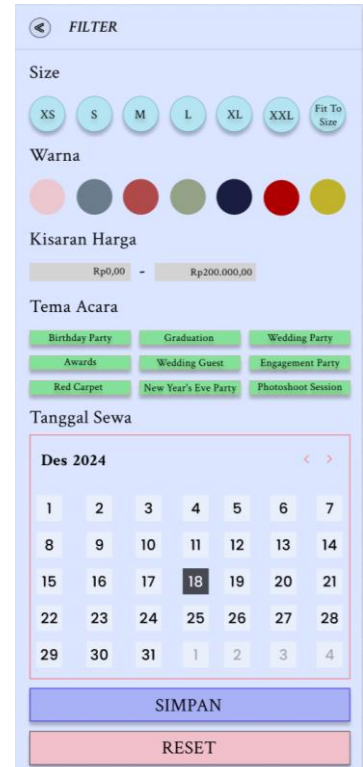 FILTER
Size
XS S M L XL XXL Fit To Size
Warna
Kisaran Harga
Rp0,00 - Rp200.000,00
Tema Acara
Birthday Party Graduation Wedding Party
Awards Wedding Guest Engagement Party
Red Carpet New Year's Eve Party Photoshoot Session
Tanggal Sewa
Des 2024 < >
1 2 3 4 5 6 7
8 9 10 11 12 13 14
15 16 17 18 19 20 21
22 23 24 25 26 27 28
29 30 31 1 2 3 4
SIMPAN
RESET